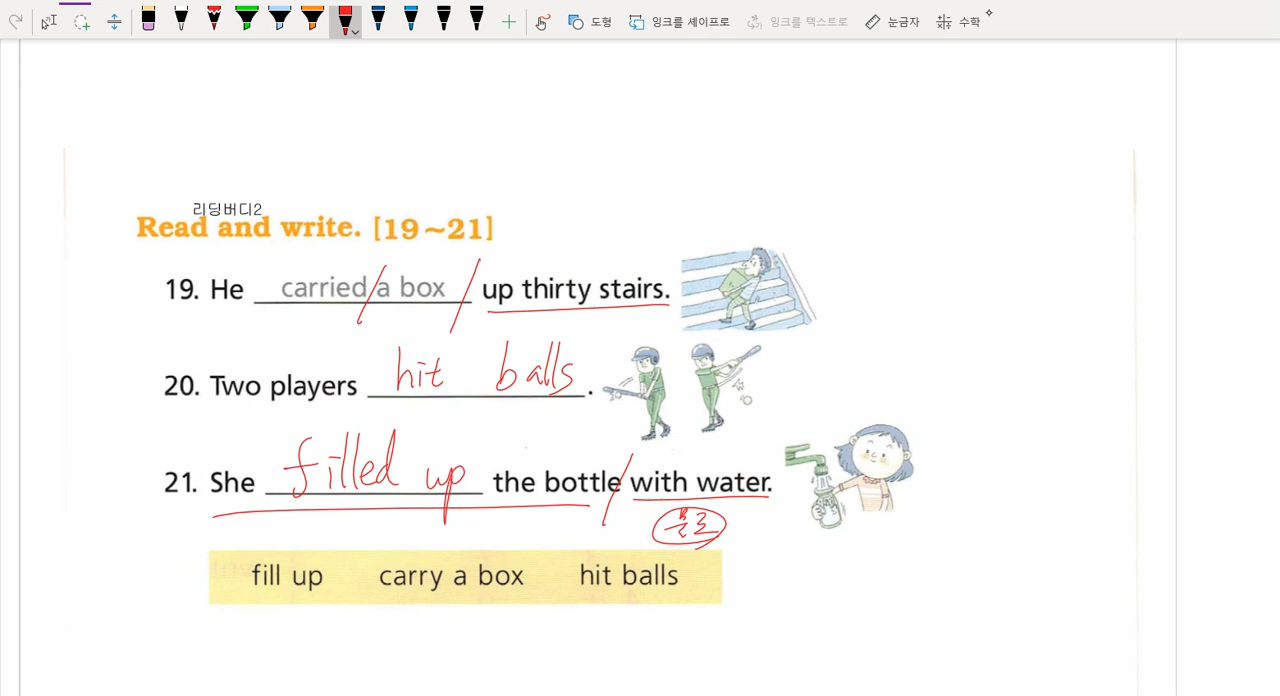 도형 잉크를 셰이프로 잉크를 텍스트로 눈금자 수학
리딩버디2
Read and write. [19~21]
19. He carried a box up thirty stairs.
20. Two players hit balls.
21. She filled up the bottle with water.
물로
fill up carry a box hit balls